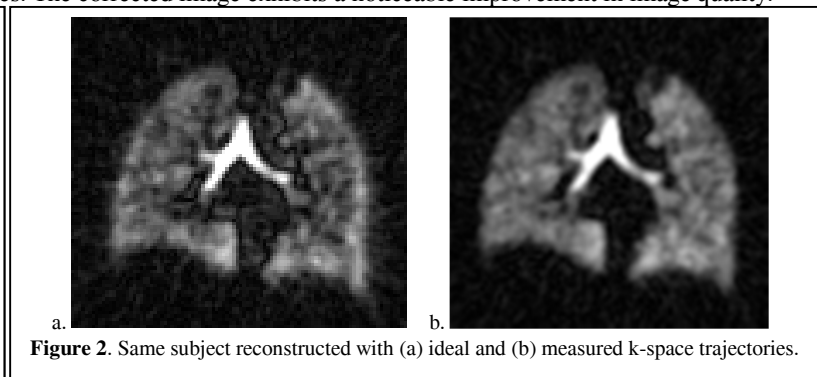 es. The corrected image exhibits a noticeable improvement in image quality.
a.
b.
Figure 2. Same subject reconstructed with (a) ideal and (b) measured k-space trajectories.